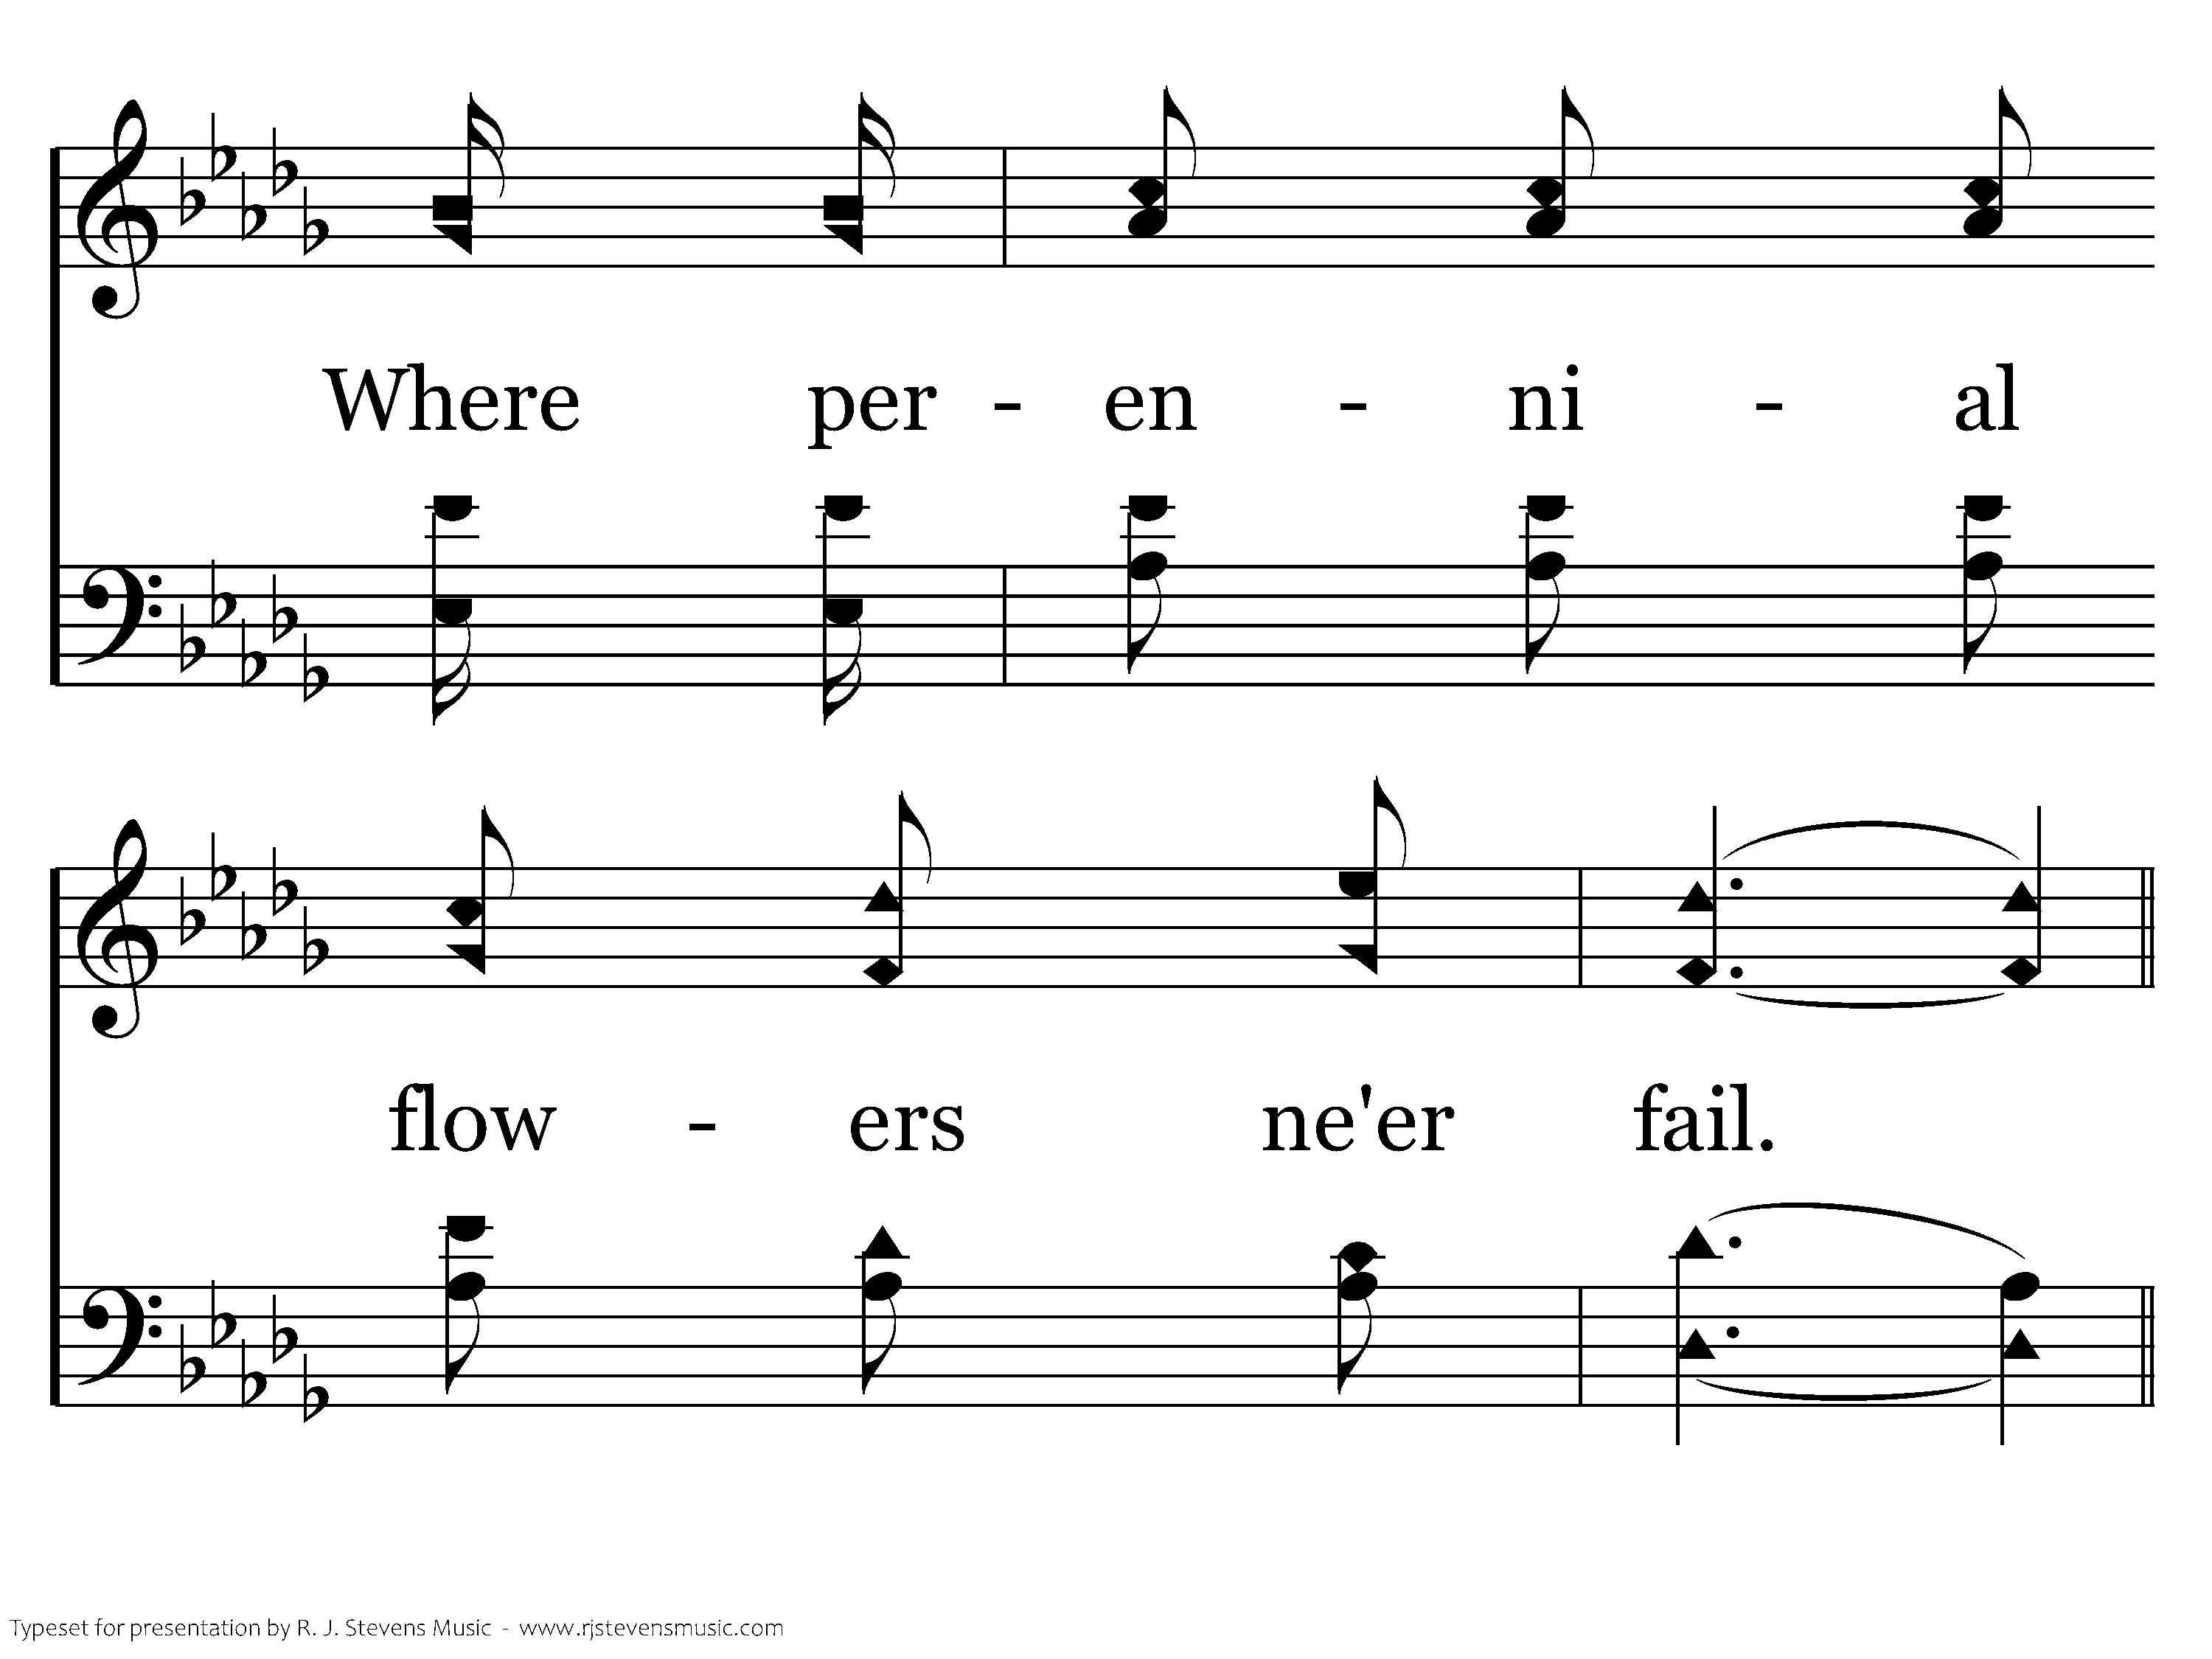 Where per - en - ni - al
flow - ers ne'er fail.
Typeset for presentation by R. J. Stevens Music - www.rjstevensmusic.com